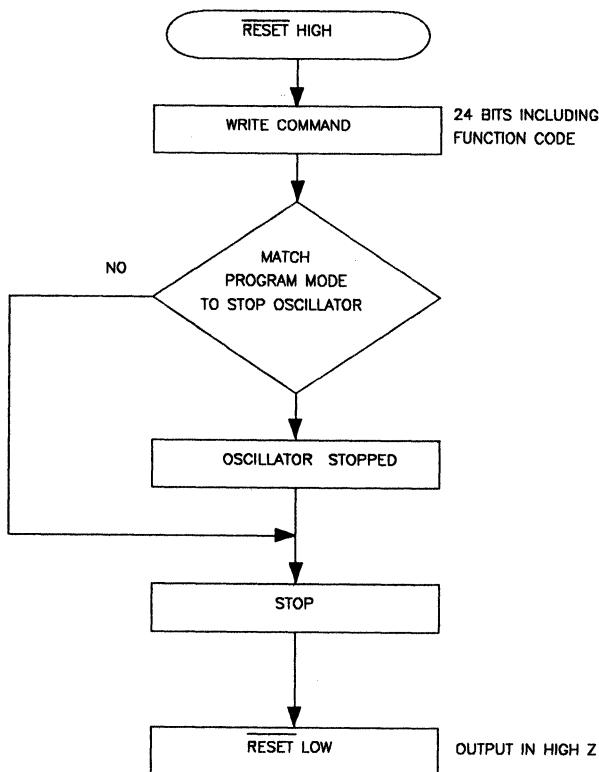 RESET HIGH
WRITE COMMAND
24 BITS INCLUDING
FUNCTION CODE
MATCH
PROGRAM MODE
TO STOP OSCILLATOR
NO
OSCILLATOR STOPPED
STOP
RESET LOW
OUTPUT IN HIGH Z